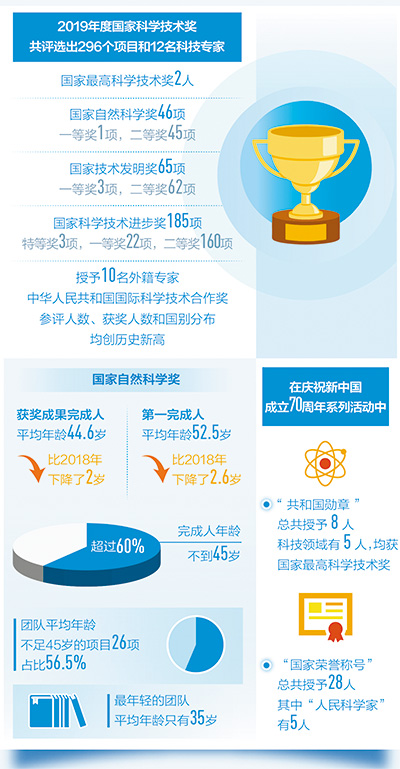 2019年度国家科学技术奖
共评选出296个项目和12名科技专家
国家最高科学技术奖2人
国家自然科学奖46项
一等奖1项，二等奖45项
国家技术发明奖65项
一等奖3项，二等奖62项
国家科学技术进步奖185项
特等奖3项，一等奖22项，二等奖160项
授予10名外籍专家
中华人民共和国国际科学技术合作奖
参评人数、获奖人数和国别分布
均创历史新高
国家自然科学奖
获奖成果完成人
平均年龄44.6岁
比2018年
下降了2岁
第一完成人
平均年龄52.5岁
比2018年
下降了2.6岁
超过60%
完成人年龄
不到45岁
团队平均年龄
不足45岁的项目26项
占比56.5%
最年轻的团队
平均年龄只有35岁
在庆祝新中国
成立70周年系列活动中
“共和国勋章”
总共授予8人
科技领域有5人，均获
国家最高科学技术奖
“国家荣誉称号”
总共授予28人
其中“人民科学家”
有5人